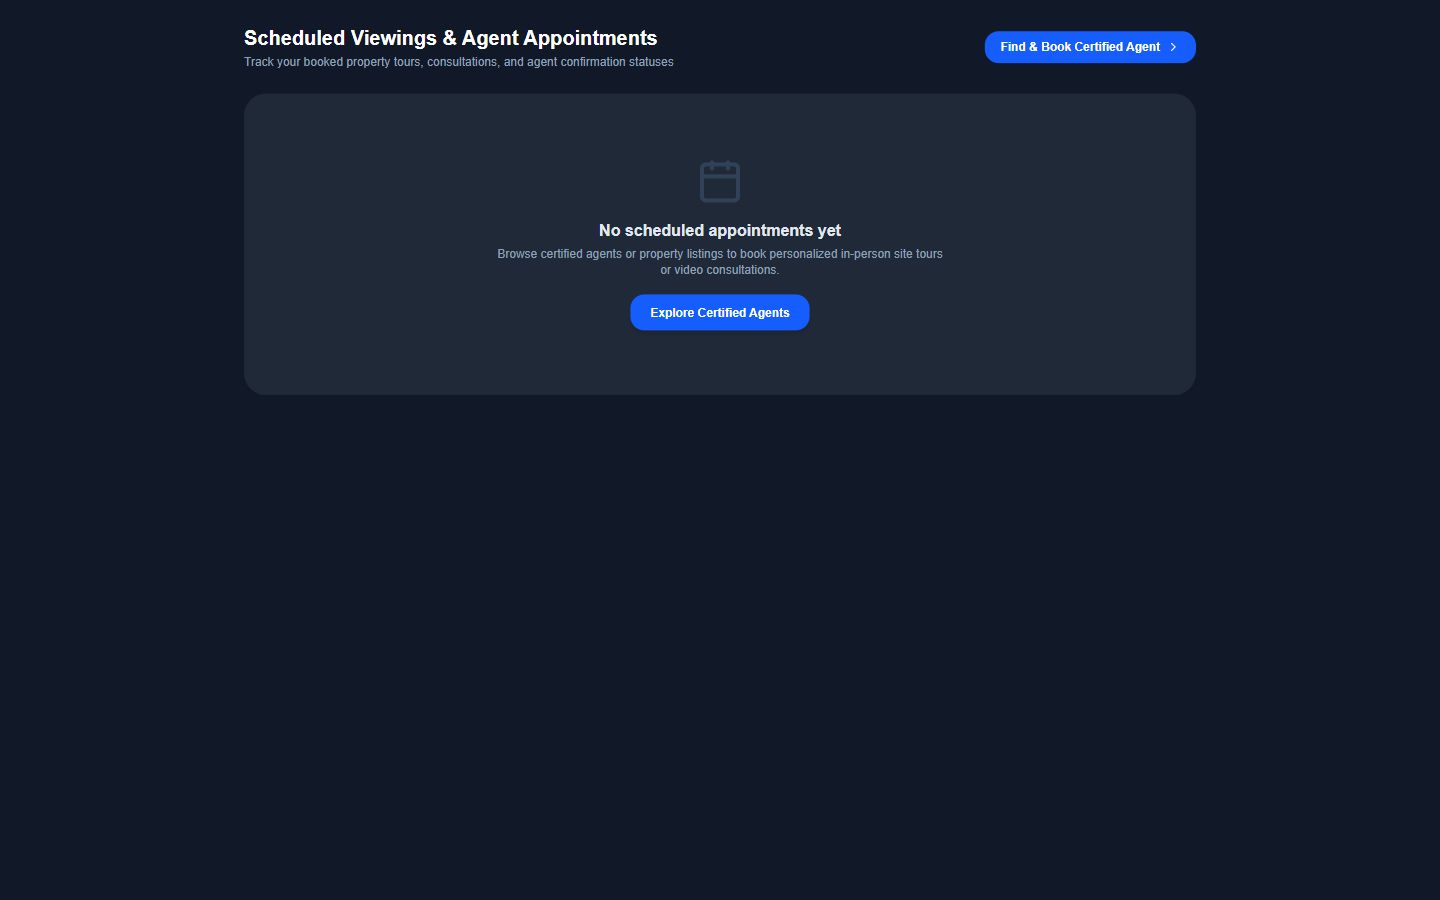 Scheduled Viewings & Agent Appointments
Track your booked property tours, consultations, and agent confirmation statuses
Find & Book Certified Agent
No scheduled appointments yet
Browse certified agents or property listings to book personalized in-person site tours
or video consultations.
Explore Certified Agents